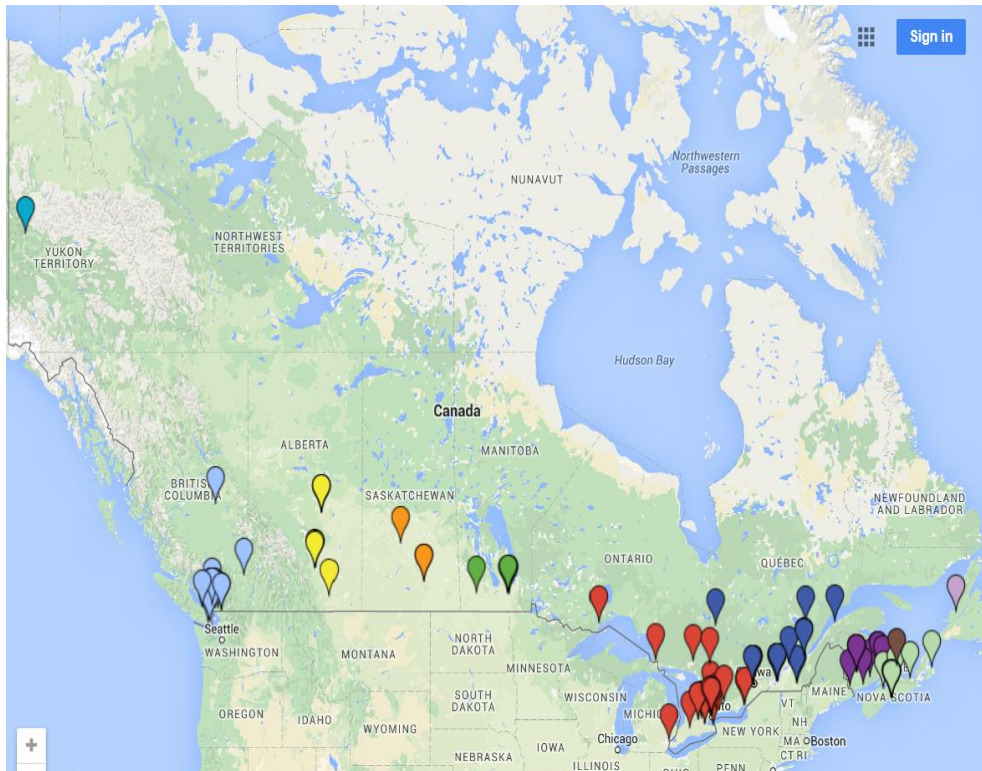 Sign in
Northwestern
Passages
NUNAVUT
NORTHWEST
TERRITORIES
YUKON
TERRITORY
Hudson Bay
Canada
ALBERTA
MANITOBA
BRITISH
COLUMBIA
SASKATCHEWAN
NEWFOUNDLAND
AND LABRADOR
ONTARIO
QUÉBEC
Seattle
WASHINGTON
MONTANA
NORTH
DAKOTA
MINNESOTA
SOUTH
DAKOTA
WISCONSIN
MAINE
NOVA SCOTIA
OREGON
IDAHO
WYOMING
VT
NH
NEW YORK
Chicago
MA
Boston
CT RI
IOWA
NEBRASKA
ILLINOIS
PENN
+